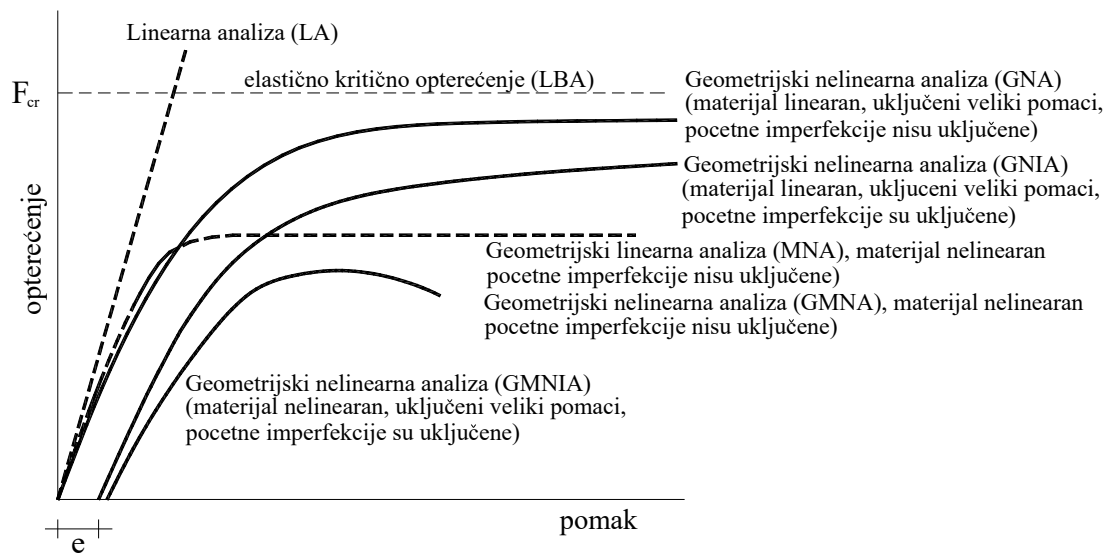 Linearna analiza (LA)
elastično kritično opterećenje (LBA)
F_cr
Geometrijski nelinearna analiza (GNA)
(materijal linearan, uključeni veliki pomaci,
pocetne imperfekcije nisu uključene)
Geometrijski nelinearna analiza (GNIA)
(materijal linearan, ukljuceni veliki pomaci,
pocetne imperfekcije su uključene)
opterećenje
Geometrijski linearna analiza (MNA), materijal nelinearan
pocetne imperfekcije nisu uključene)
Geometrijski nelinearna analiza (GMNA), materijal nelinearan
pocetne imperfekcije nisu uključene)
Geometrijski nelinearna analiza (GMNIA)
(materijal nelinearan, uključeni veliki pomaci,
pocetne imperfekcije su uključene)
pomak
e